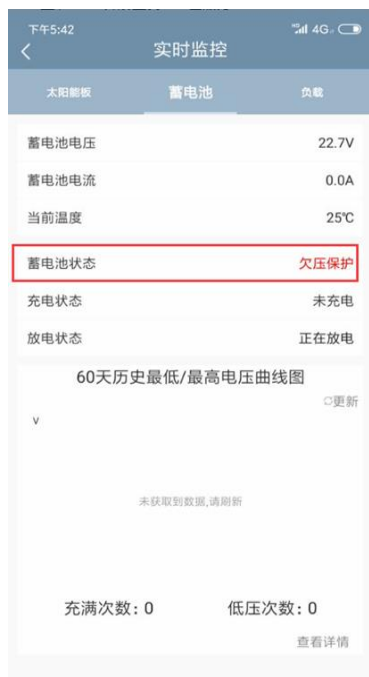 下午5:42
4G
实时监控
太阳能板 蓄电池 负载
蓄电池电压 22.7V
蓄电池电流 0.0A
当前温度 25℃
蓄电池状态 欠压保护
充电状态 未充电
放电状态 正在放电
60天历史最低/最高电压曲线图
更新
V
未获取到数据,请刷新
充满次数: 0 低压次数: 0
查看详情